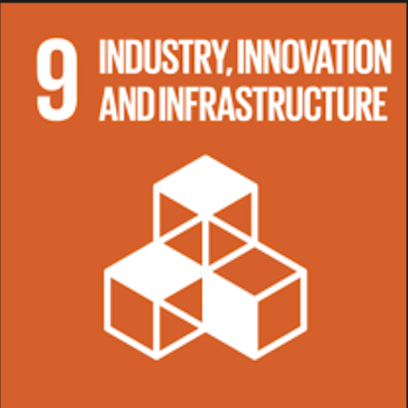 9 INDUSTRY, INNOVATION
AND INFRASTRUCTURE